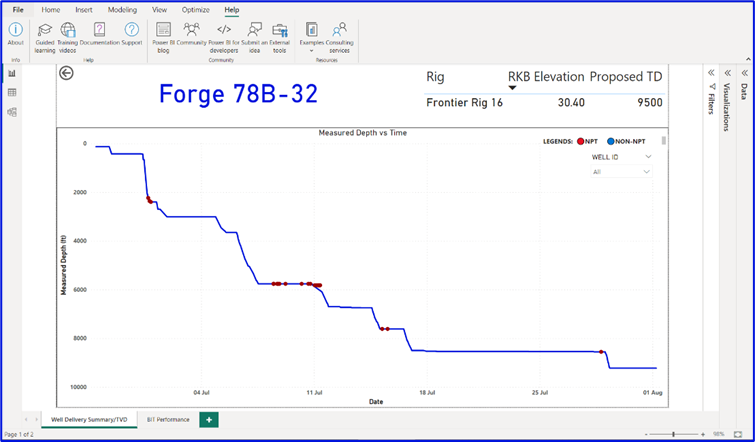 File Home Insert Modeling View Optimize Help
About Guided learning Training videos Documentation Support Power BI blog Community Power BI for developers Submit an idea External tools Examples Consulting services
Info Help Community Resources
Forge 78B-32
Rig RKB Elevation Proposed TD
Frontier Rig 16 30.40 9500
Filters
Visualizations
Data
Measured Depth vs Time
LEGENDS: NPT NON-NPT
WELL ID
All
Measured Depth (ft)
0
2000
4000
6000
8000
10000
04 Jul 11 Jul 18 Jul 25 Jul 01 Aug
Date
Well Delivery Summary/TVD BIT Performance +
Page 1 of 2 - + 98%